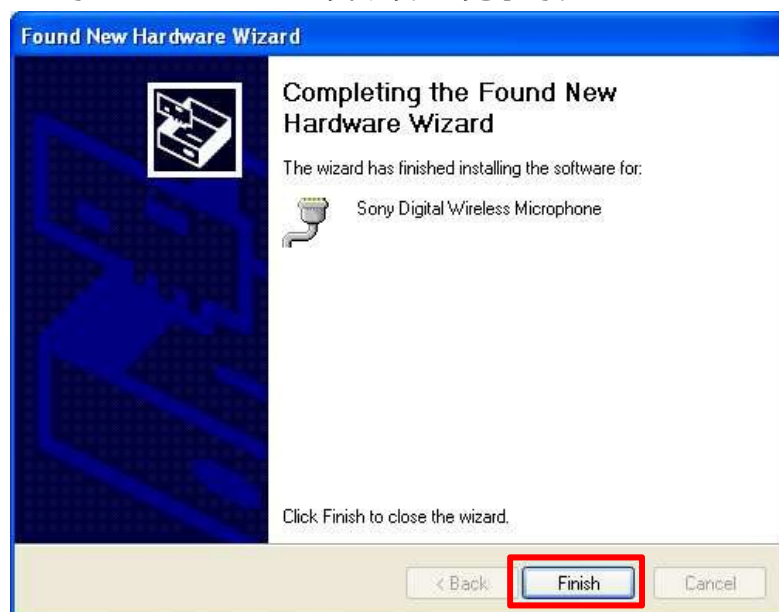 Found New Hardware Wizard
Completing the Found New
Hardware Wizard
The wizard has finished installing the software for:
Sony Digital Wireless Microphone
Click Finish to close the wizard.
< Back
Finish
Cancel